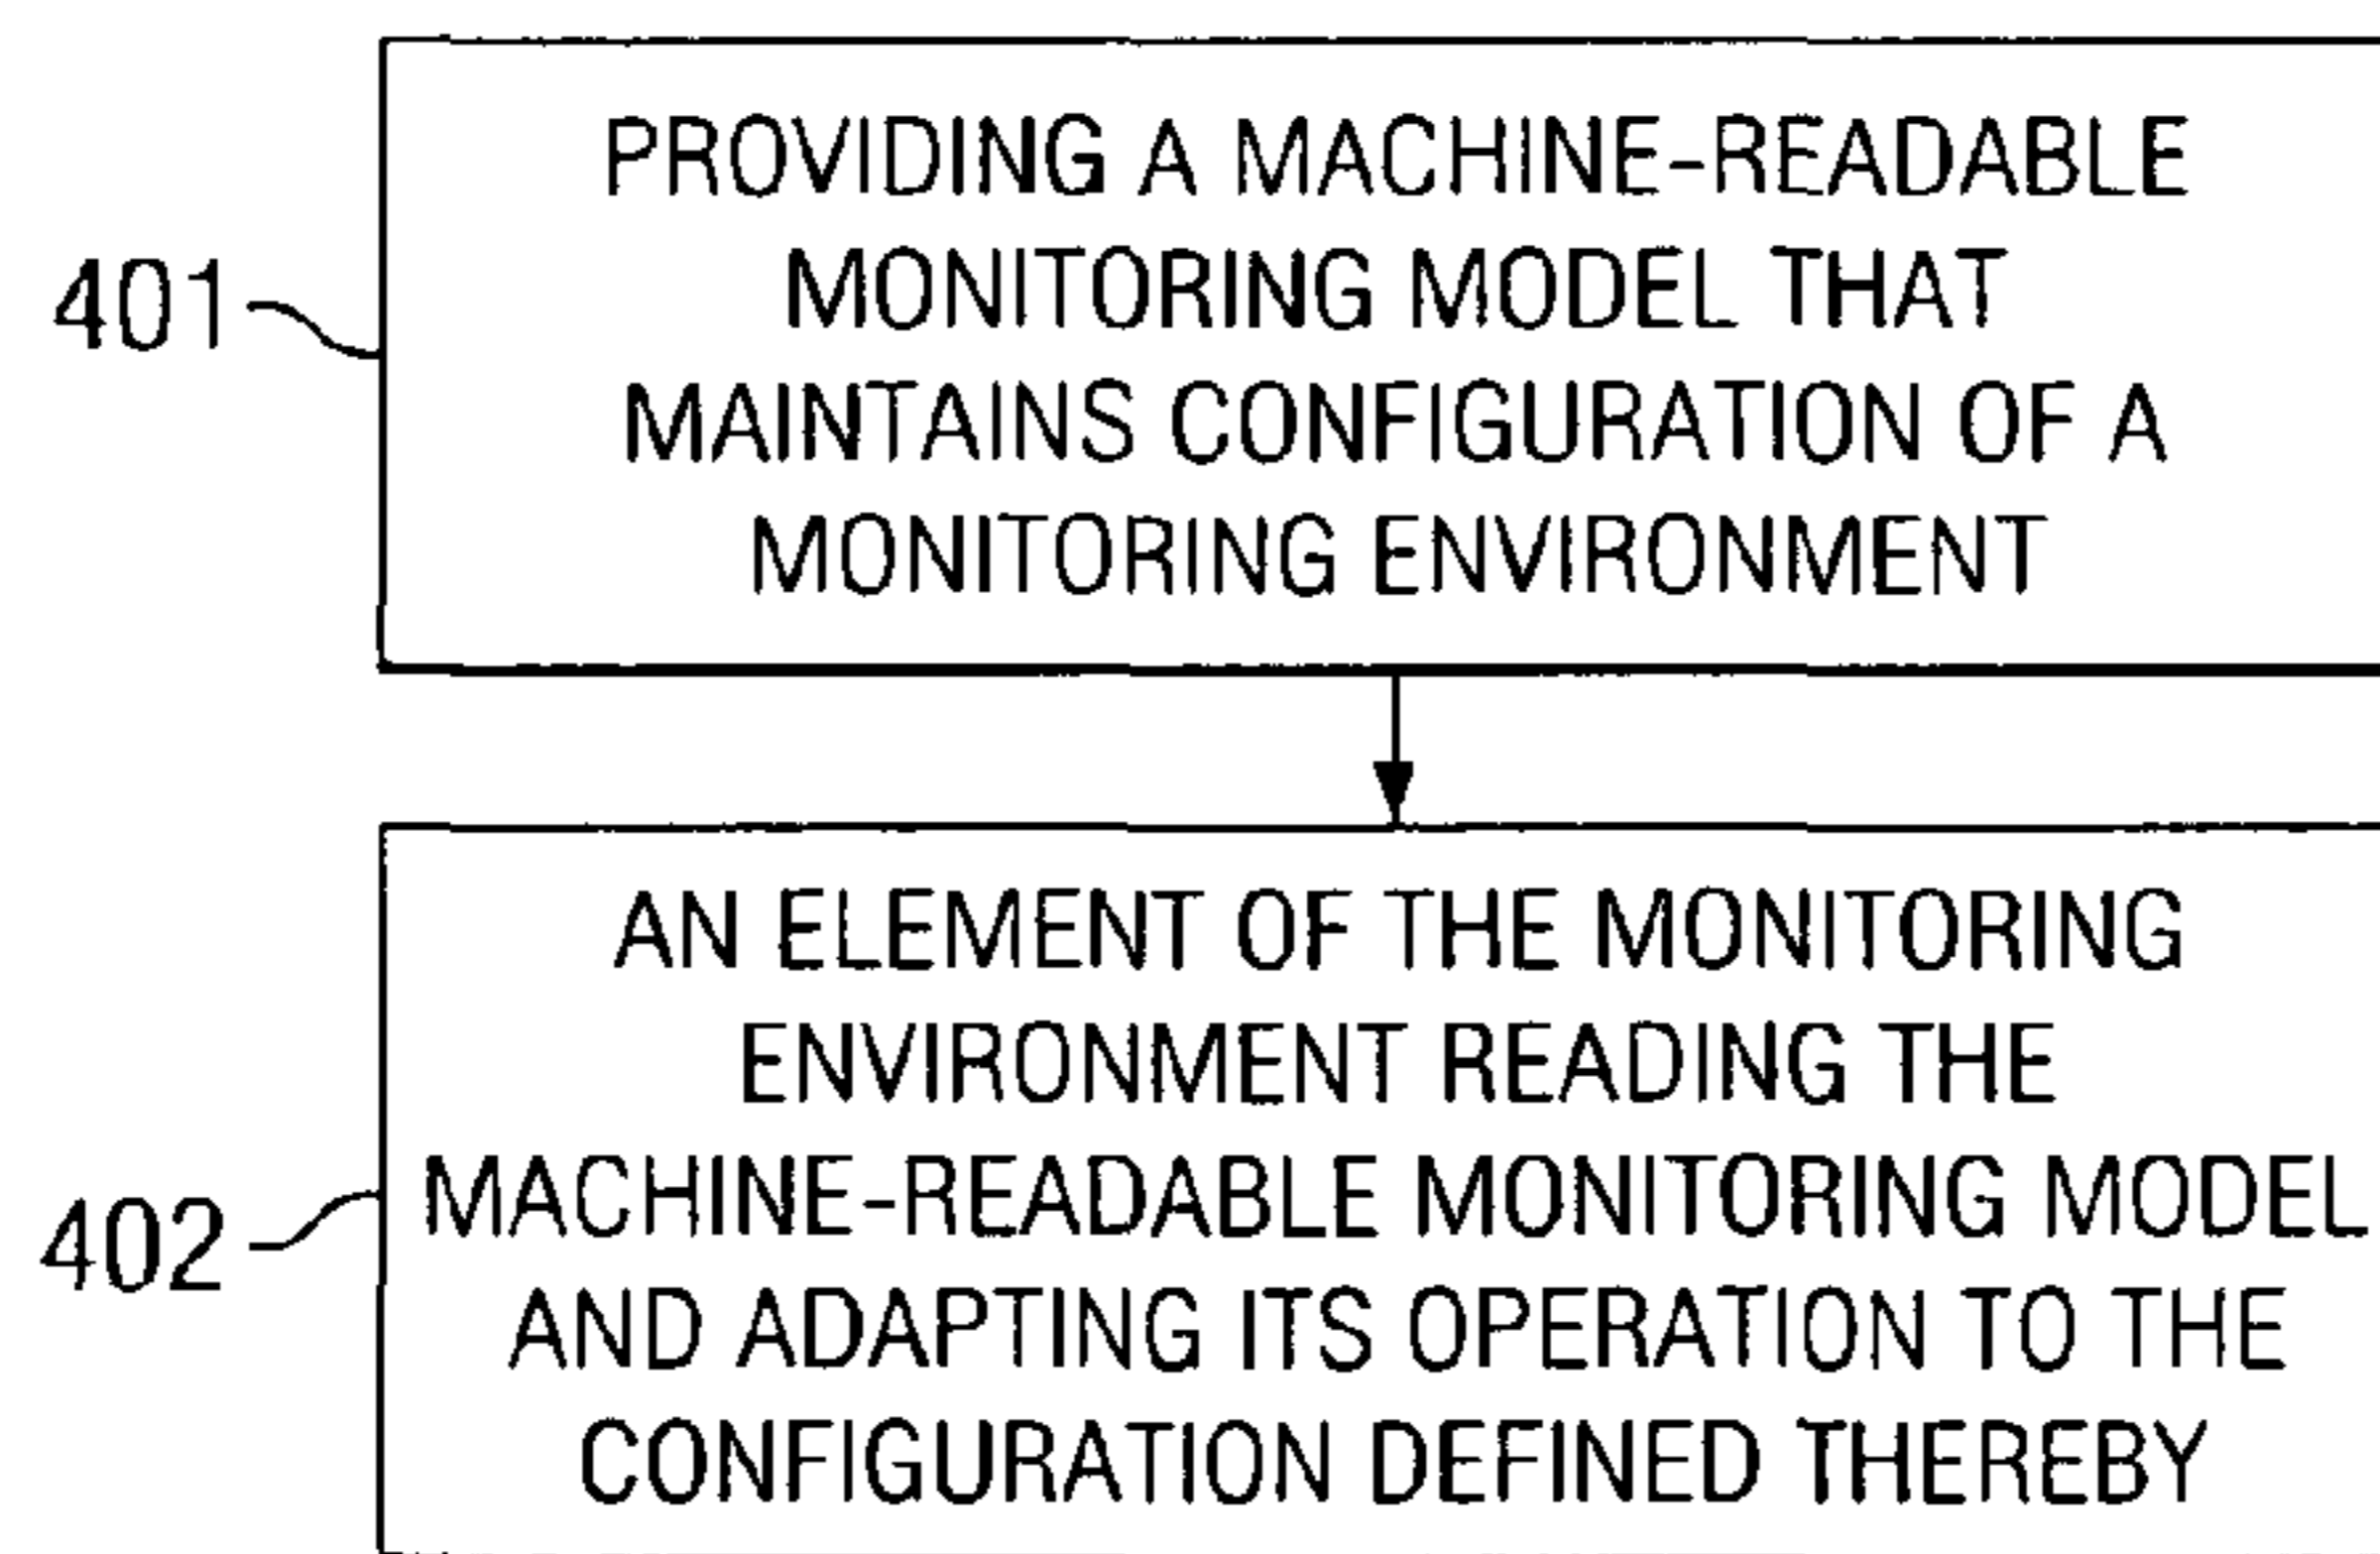 PROVIDING A MACHINE-READABLE
MONITORING MODEL THAT
MAINTAINS CONFIGURATION OF A
MONITORING ENVIRONMENT
401
AN ELEMENT OF THE MONITORING
ENVIRONMENT READING THE
MACHINE-READABLE MONITORING MODEL
AND ADAPTING ITS OPERATION TO THE
CONFIGURATION DEFINED THEREBY
402